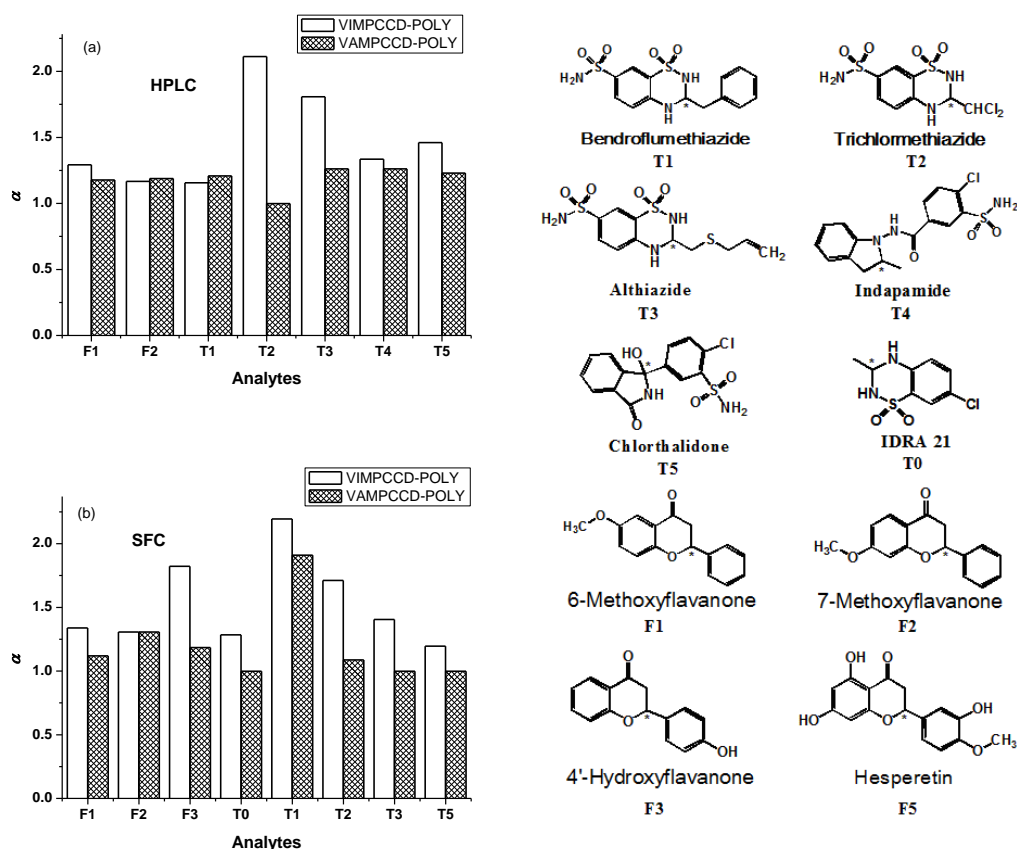 (a)
VIMPCCD-POLY
VAMPCCD-POLY
HPLC
2.0
1.5
1.0
0.5
0.0
α
F1 F2 T1 T2 T3 T4 T5
Analytes
(b)
VIMPCCD-POLY
VAMPCCD-POLY
SFC
2.0
1.5
1.0
0.5
0.0
α
F1 F2 F3 T0 T1 T2 T3 T5
Analytes
O O O O
S S
H2N NH
N
H
*
Bendroflumethiazide
T1
O O O O
S S
H2N NH
N
H
*
CHCl2
Trichlormethiazide
T2
O O O O
S S
H2N NH
N
H
*
S
CH2
Althiazide
T3
Cl
NH2
S
O
O
NH
N
O
*
Indapamide
T4
HO
*
Cl
NH
O
S
O
O
NH2
Chlorthalidone
T5
H
N
*
NH
S
O O
Cl
IDRA 21
T0
O
H3C
O
O
*
6-Methoxyflavanone
F1
O
H3C
O
O
*
7-Methoxyflavanone
F2
O
O
*
OH
4'-Hydroxyflavanone
F3
OH O
HO
O
*
OH
O
Hesperetin
F5